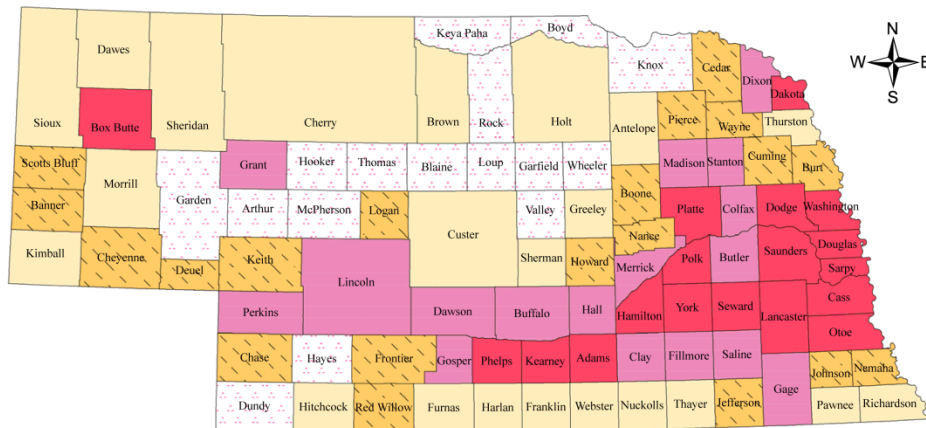 N
W E
S
Keya Paha
Boyd
Dawes
Knox
Cedar
Dixon
Dakota
Sioux
Box Butte
Sheridan
Cherry
Brown
Rock
Holt
Antelope
Pierce
Wayne
Thurston
Scotts Bluff
Morrill
Garden
Grant
Hooker
Thomas
Blaine
Loup
Garfield
Wheeler
Madison
Stanton
Cuming
Burt
Banner
Arthur
McPherson
Logan
Custer
Valley
Greeley
Boone
Platte
Colfax
Dodge
Washington
Kimball
Cheyenne
Deuel
Keith
Lincoln
Sherman
Howard
Nance
Merrick
Polk
Butler
Saunders
Douglas
Sarpy
Perkins
Dawson
Buffalo
Hall
Hamilton
York
Seward
Lancaster
Cass
Otoe
Chase
Hayes
Frontier
Gosper
Phelps
Kearney
Adams
Clay
Fillmore
Saline
Gage
Johnson
Nemaha
Dundy
Hitchcock
Red Willow
Furnas
Harlan
Franklin
Webster
Nuckolls
Thayer
Jefferson
Pawnee
Richardson